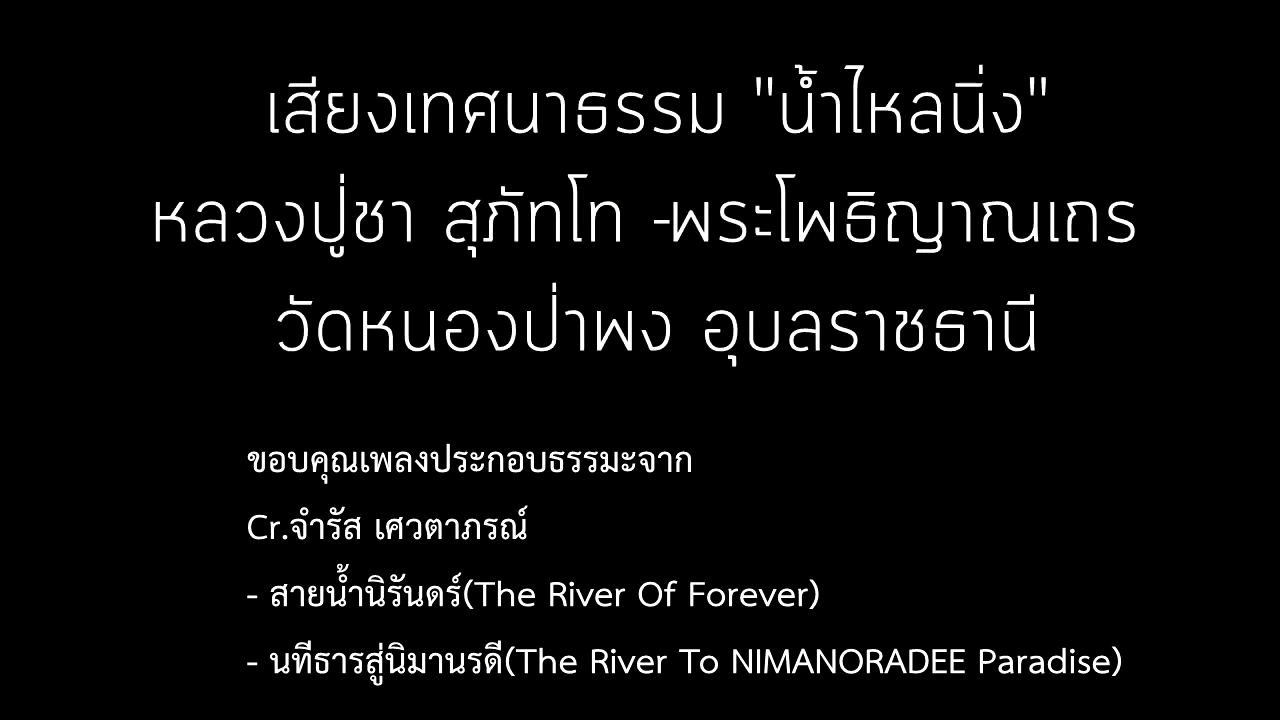 เสียงเทศนาธรรม "น้ำไหลนิ่ง"
หลวงปู่ชา สุภัทโท -พระโพธิญาณเถร
วัดหนองป่าพง อุบลราชธานี
ขอบคุณเพลงประกอบธรรมะจาก
Cr.จำรัส เศวตาภรณ์
- สายน้ำนิรันดร์(The River Of Forever)
- นทีธารสู่นิมานรดี(The River To NIMANORADEE Paradise)